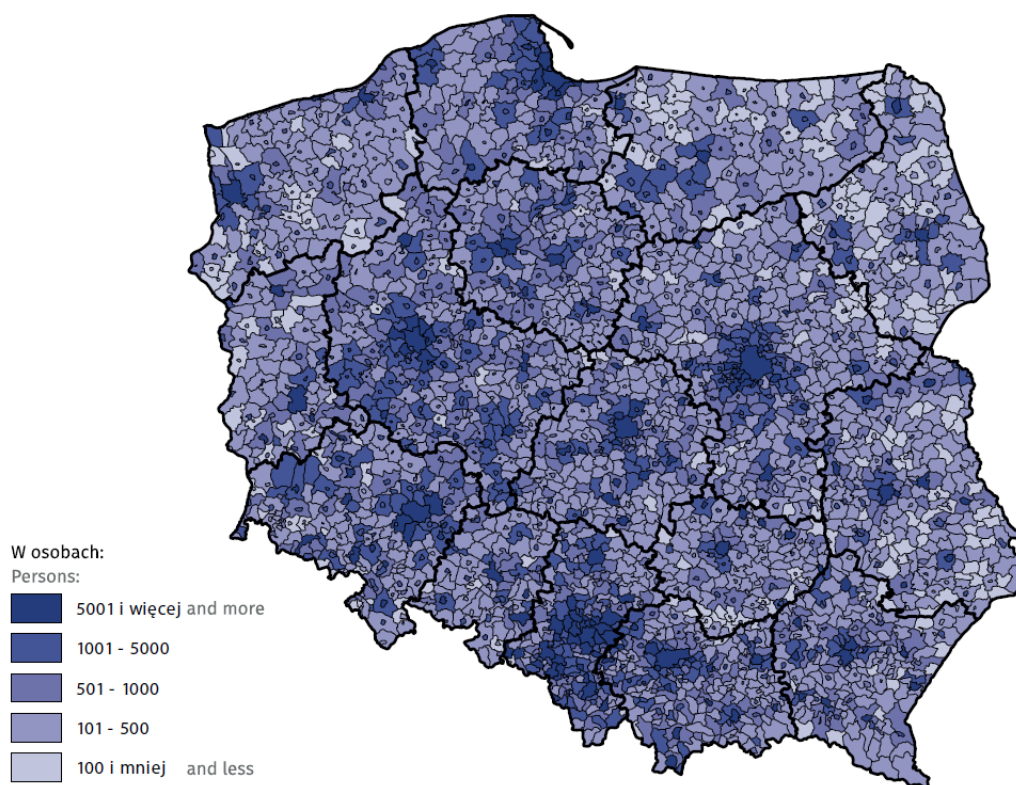 W osobach:
Persons:
5001 i więcej and more
1001 - 5000
501 - 1000
101 - 500
100 i mniej and less